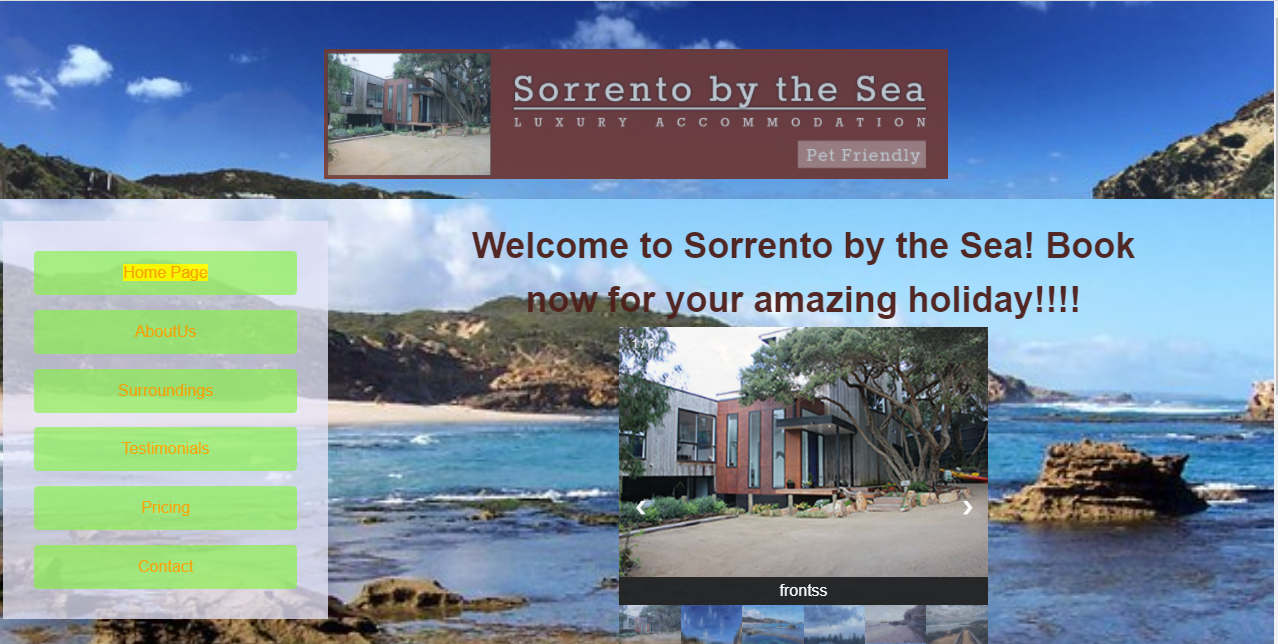 Sorrento by the Sea
LUXURY ACCOMMODATION
Pet Friendly
Home Page
AboutUs
Surroundings
Testimonials
Pricing
Contact
Welcome to Sorrento by the Sea! Book
now for your amazing holiday!!!!
1 / 6
❮
❯
frontss